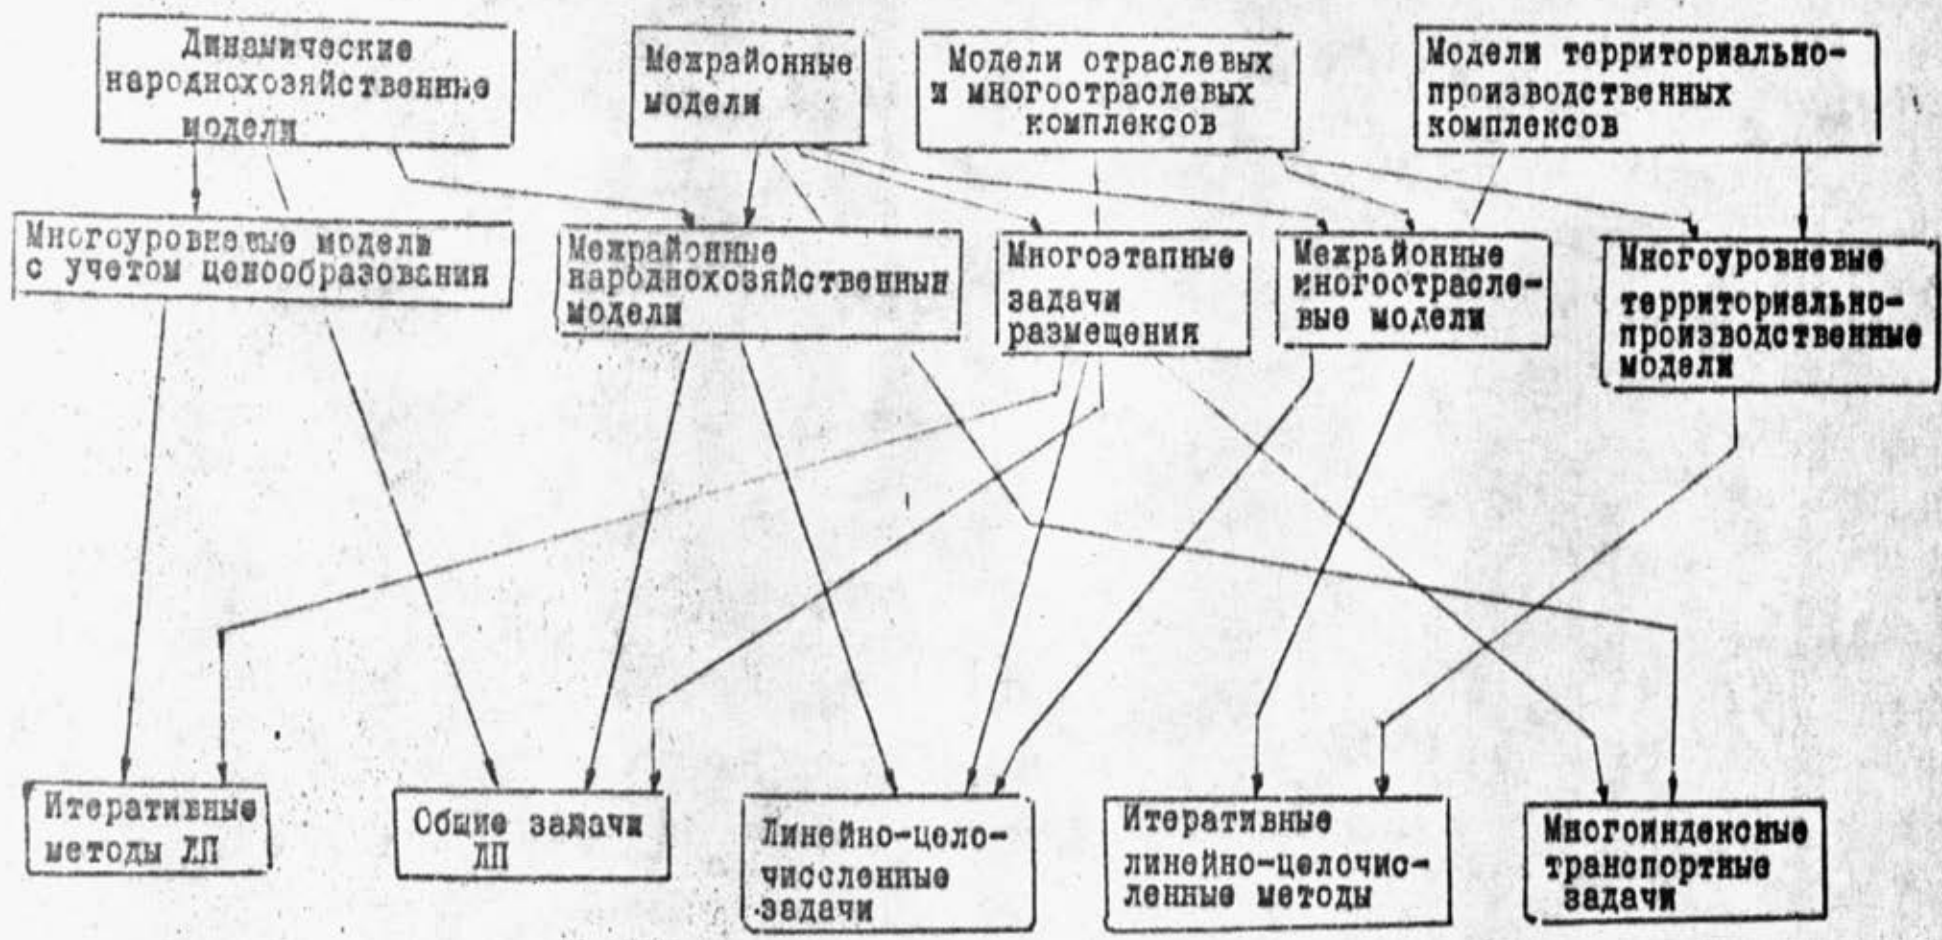 Динамические
народнохозяйственные
модели
Межрайонные
модели
Модели отраслевых
и многоотраслевых
комплексов
Модели территориально-
производственных
комплексов
Многоуровневые модели
с учетом ценообразования
Межрайонные
народнохозяйственные
модели
Многоэтапные
задачи
размещения
Межрайонные
многоотрасле-
вые модели
Многоуровневые
территориально-
производственные
модели
Итеративные
методы ЛП
Общие задачи
ЛП
Линейно-цело-
численные
задачи
Итеративные
линейно-целочис-
ленные методы
Многоиндексные
транспортные
задачи